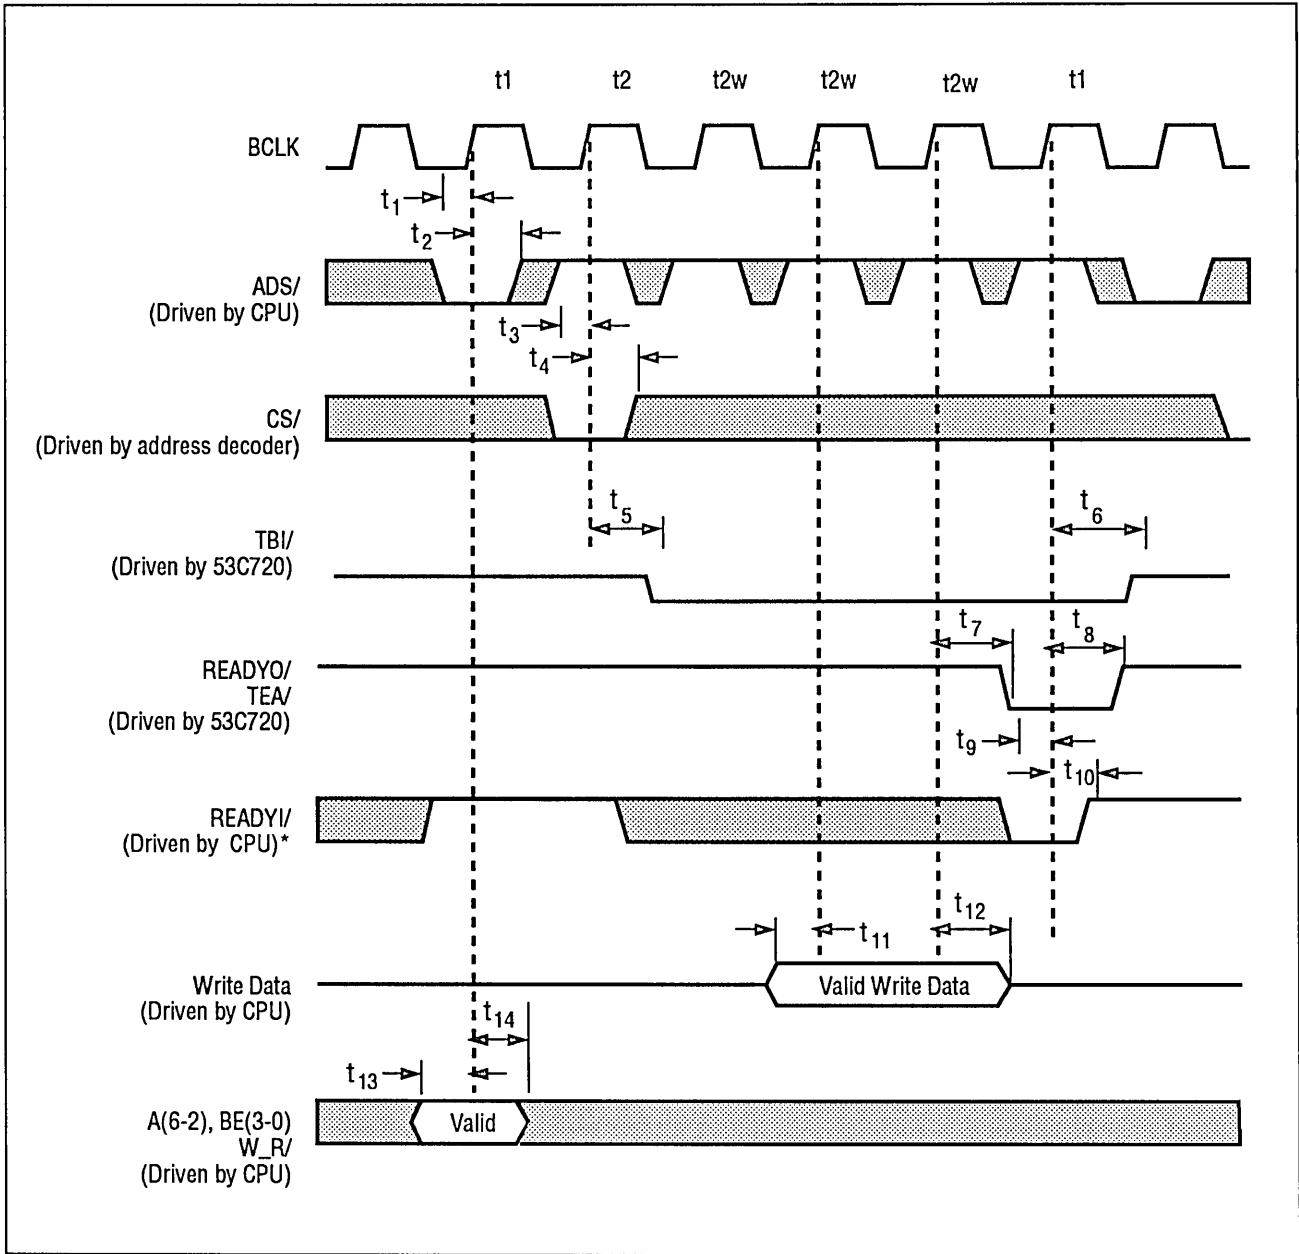 t1 t2 t2w t2w t2w t1
BCLK
t1
t2
ADS/
(Driven by CPU)
t3
t4
CS/
(Driven by address decoder)
t5 t6
TBI/
(Driven by 53C720)
t7 t8
READYO/
TEA/
(Driven by 53C720)
t9
t10
READYI/
(Driven by CPU)*
t12
t11
Write Data
(Driven by CPU)
Valid Write Data
t14
t13
A(6-2), BE(3-0)
W_R/
(Driven by CPU)
Valid